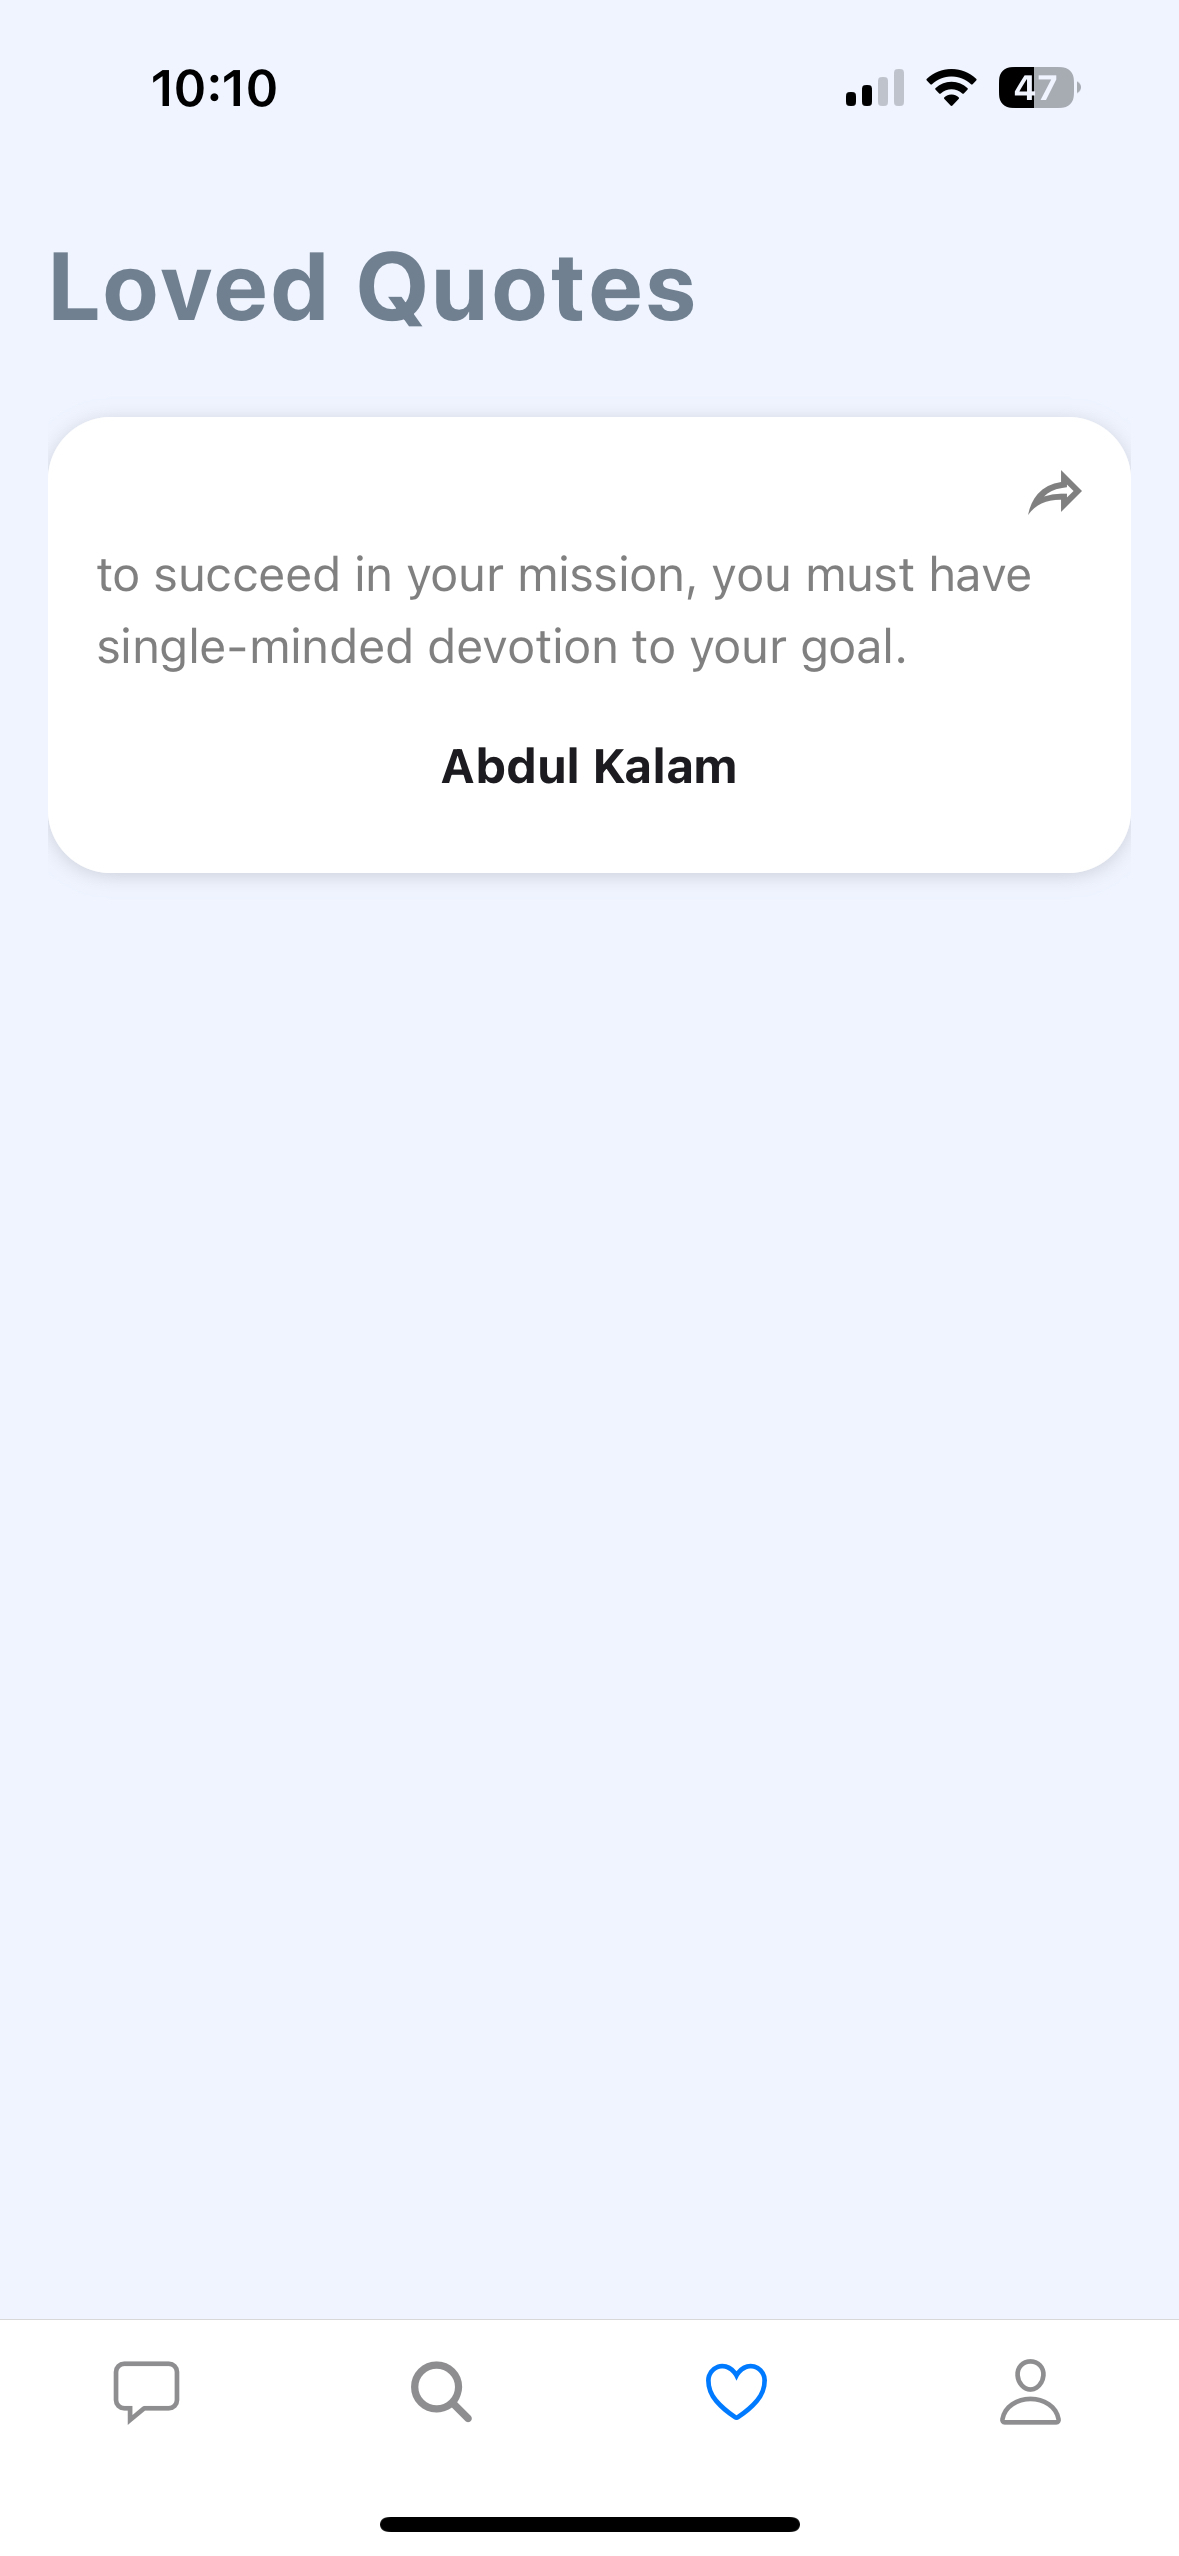 10:10
47
Loved Quotes
to succeed in your mission, you must have
single-minded devotion to your goal.
Abdul Kalam